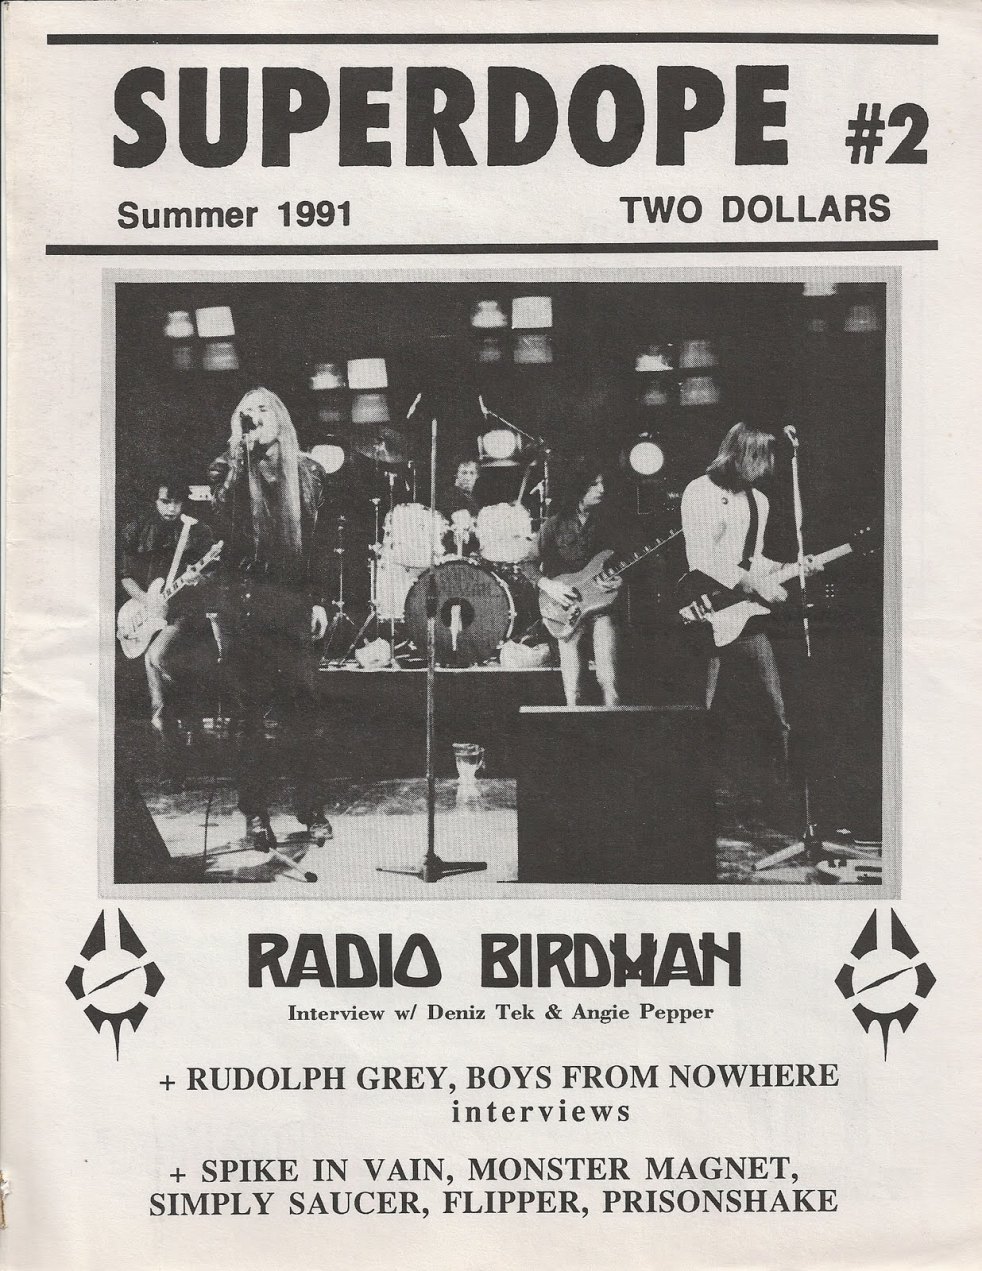 SUPERDOPE #2
Summer 1991 TWO DOLLARS
RADIO BIRDMAN
Interview w/ Deniz Tek & Angie Pepper
+ RUDOLPH GREY, BOYS FROM NOWHERE
interviews
+ SPIKE IN VAIN, MONSTER MAGNET,
SIMPLY SAUCER, FLIPPER, PRISONSHAKE